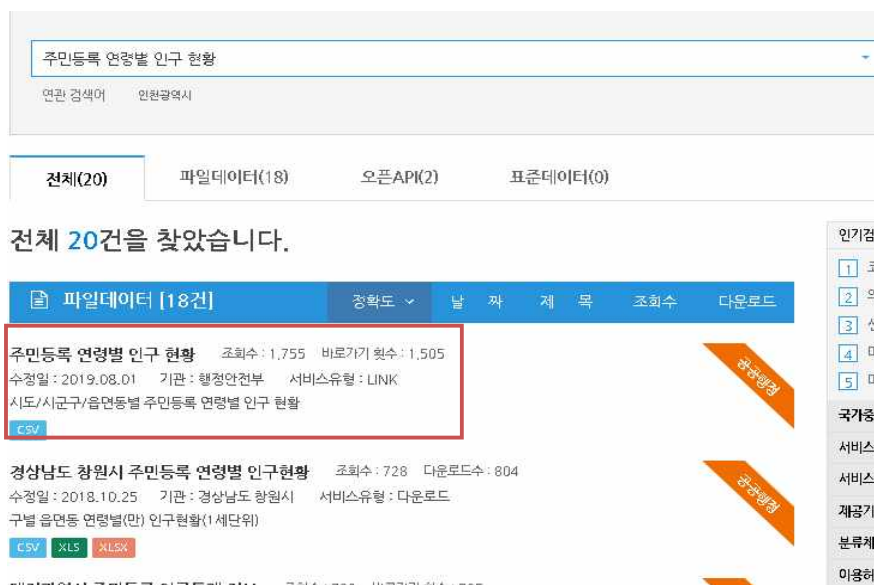 주민등록 연령별 인구 현황
연관 검색어 인천광역시
전체(20) 파일데이터(18) 오픈API(2) 표준데이터(0)
전체 20건을 찾았습니다.
파일데이터 [18건] 정확도 날 짜 제 목 조회수 다운로드
주민등록 연령별 인구 현황 조회수 : 1,755 바로가기 횟수 : 1,505
수정일 : 2019.08.01 기관 : 행정안전부 서비스유형 : LINK
시도/시군구/읍면동별 주민등록 연령별 인구 현황
CSV
공공행정
경상남도 창원시 주민등록 연령별 인구현황 조회수 : 728 다운로드수 : 804
수정일 : 2018.10.25 기관 : 경상남도 창원시 서비스유형 : 다운로드
구별 읍면동 연령별(만) 인구현황(1세단위)
CSV XLS XLSX
공공행정
인기검
1
2
3
4
5
국가중
서비스
서비스
제공기
분류체
이용허